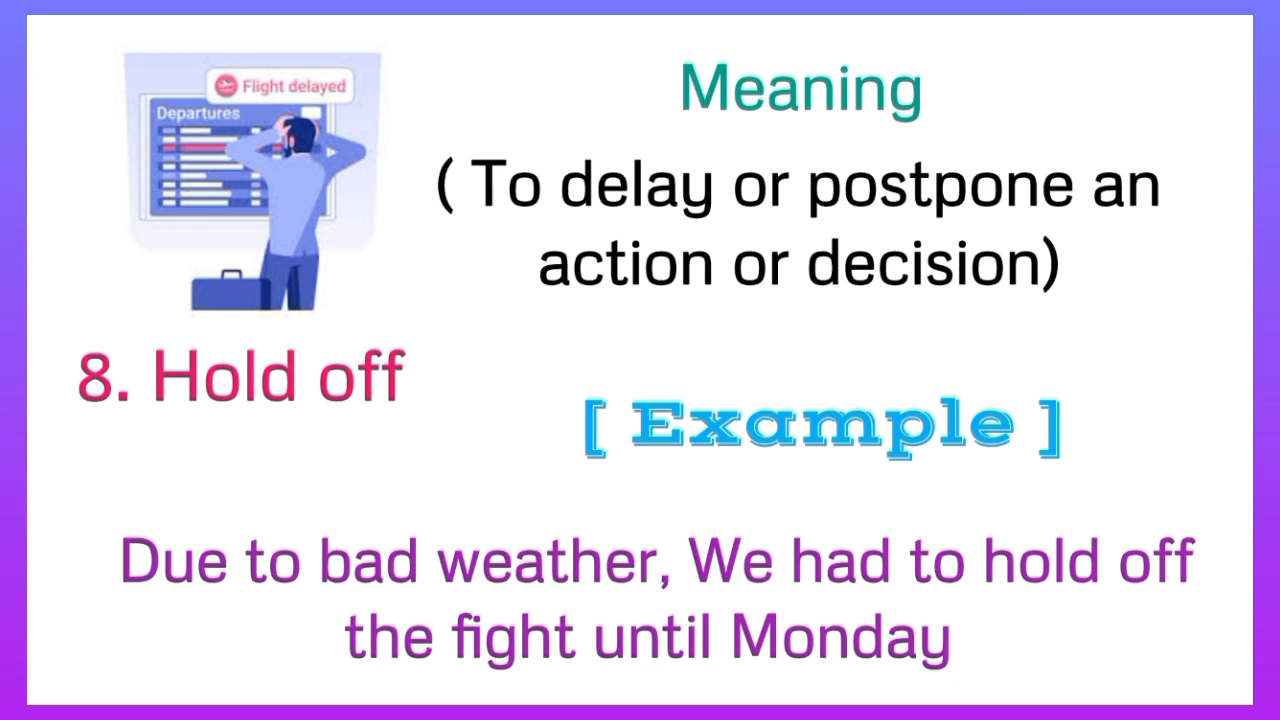 Flight delayed
Departures
Meaning
( To delay or postpone an
action or decision)
8. Hold off
[ Example ]
Due to bad weather, We had to hold off
the fight until Monday